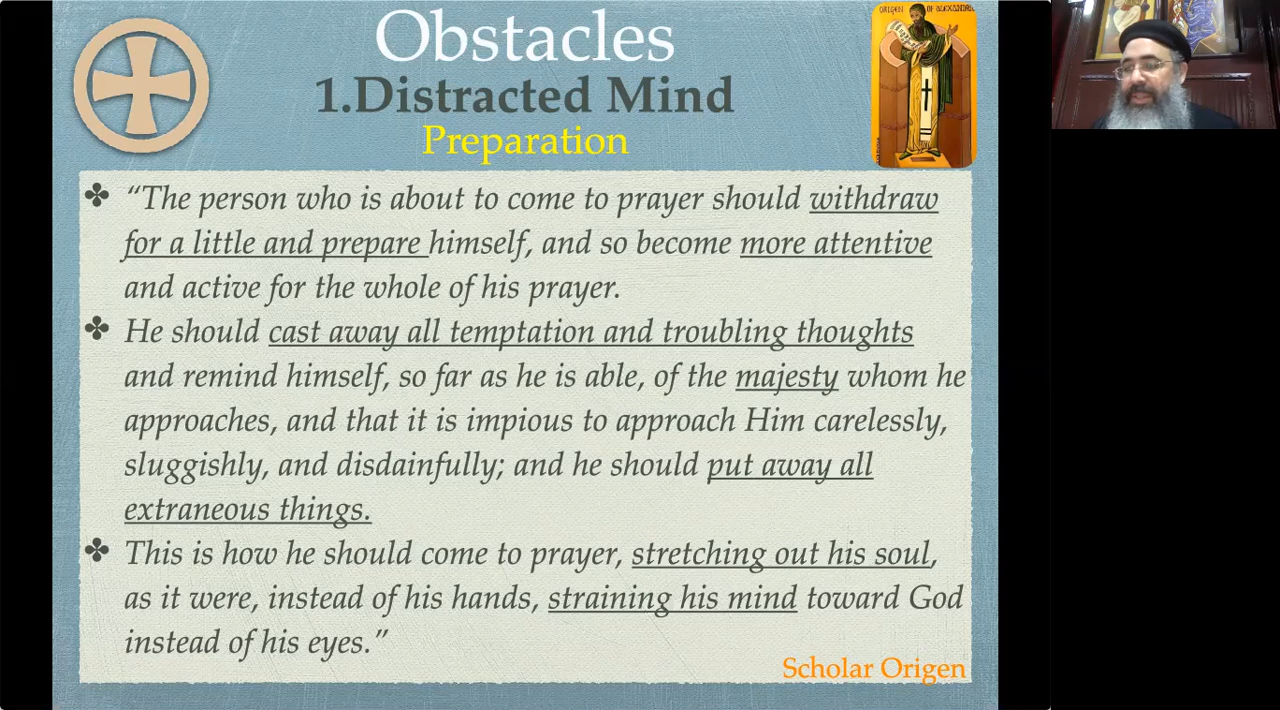 Obstacles
1.Distracted Mind
Preparation
ORIGEN OF ALEXANDRIA
“The person who is about to come to prayer should withdraw
for a little and prepare himself, and so become more attentive
and active for the whole of his prayer.
He should cast away all temptation and troubling thoughts
and remind himself, so far as he is able, of the majesty whom he
approaches, and that it is impious to approach Him carelessly,
sluggishly, and disdainfully; and he should put away all
extraneous things.
This is how he should come to prayer, stretching out his soul,
as it were, instead of his hands, straining his mind toward God
instead of his eyes.”
Scholar Origen